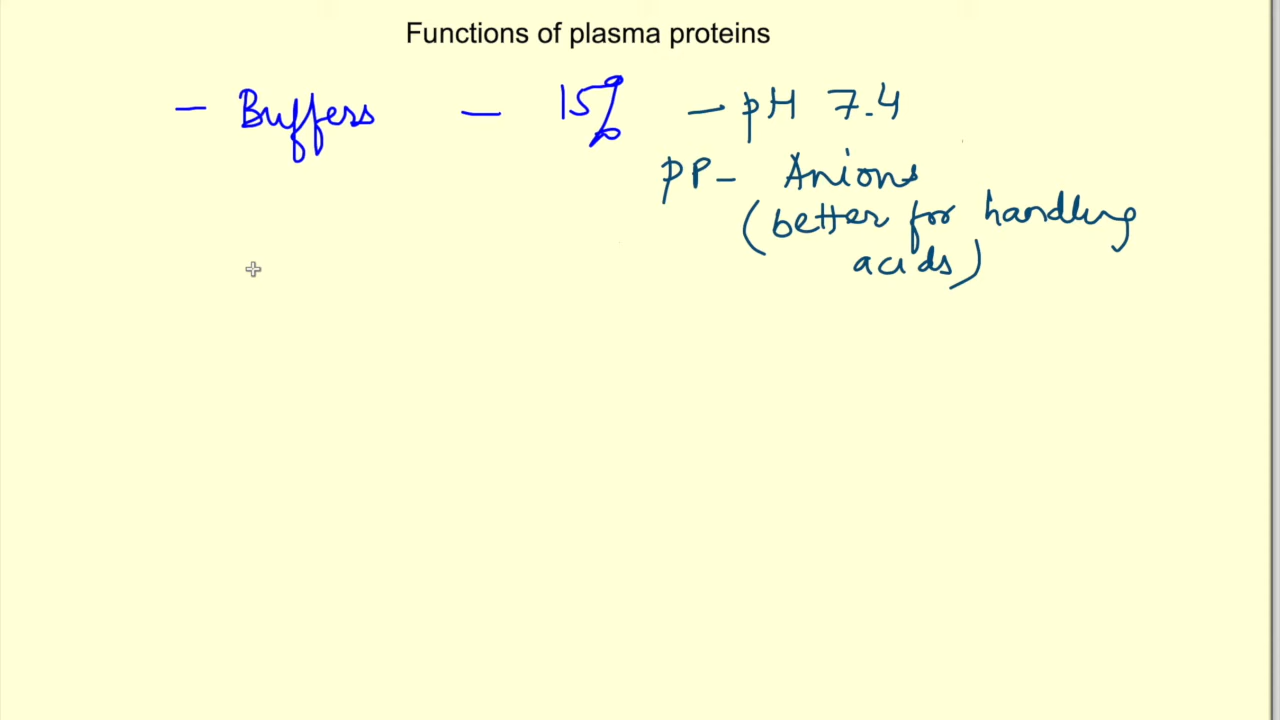 Functions of plasma proteins
- Buffers - 15% - pH 7.4
pP - Anions
(better for handling
acids)